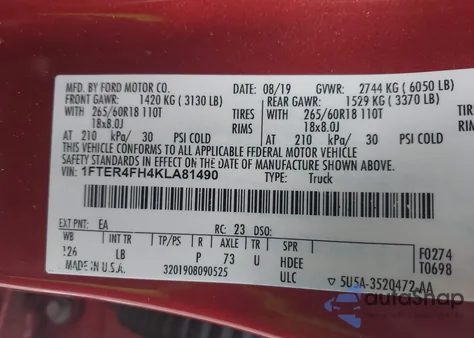 MFD. BY FORD MOTOR CO.
DATE: 08/19 GVWR: 2744 KG ( 6050 LB)
FRONT GAWR: 1420 KG ( 3130 LB) REAR GAWR: 1529 KG ( 3370 LB)
WITH 265/60R18 110T TIRES WITH 265/60R18 110T
18x8.0J RIMS 18x8.0J
AT 210 kPa/ 30 PSI COLD AT 210 kPa/ 30 PSI COLD
THIS VEHICLE CONFORMS TO ALL APPLICABLE FEDERAL MOTOR VEHICLE
SAFETY STANDARDS IN EFFECT ON THE DATE OF MANUFACTURE SHOWN ABOVE.
VIN: 1FTER4FH4KLA81490 TYPE: Truck
EXT PNT: EA RC: 23 DSO:
WB INT TR TP/PS R AXLE TR SPR F0274
126 LB P 73 U HDEE T0698
MADE IN U.S.A. 3201908090525 ULC
5U5A-3520472-AA
autoshap